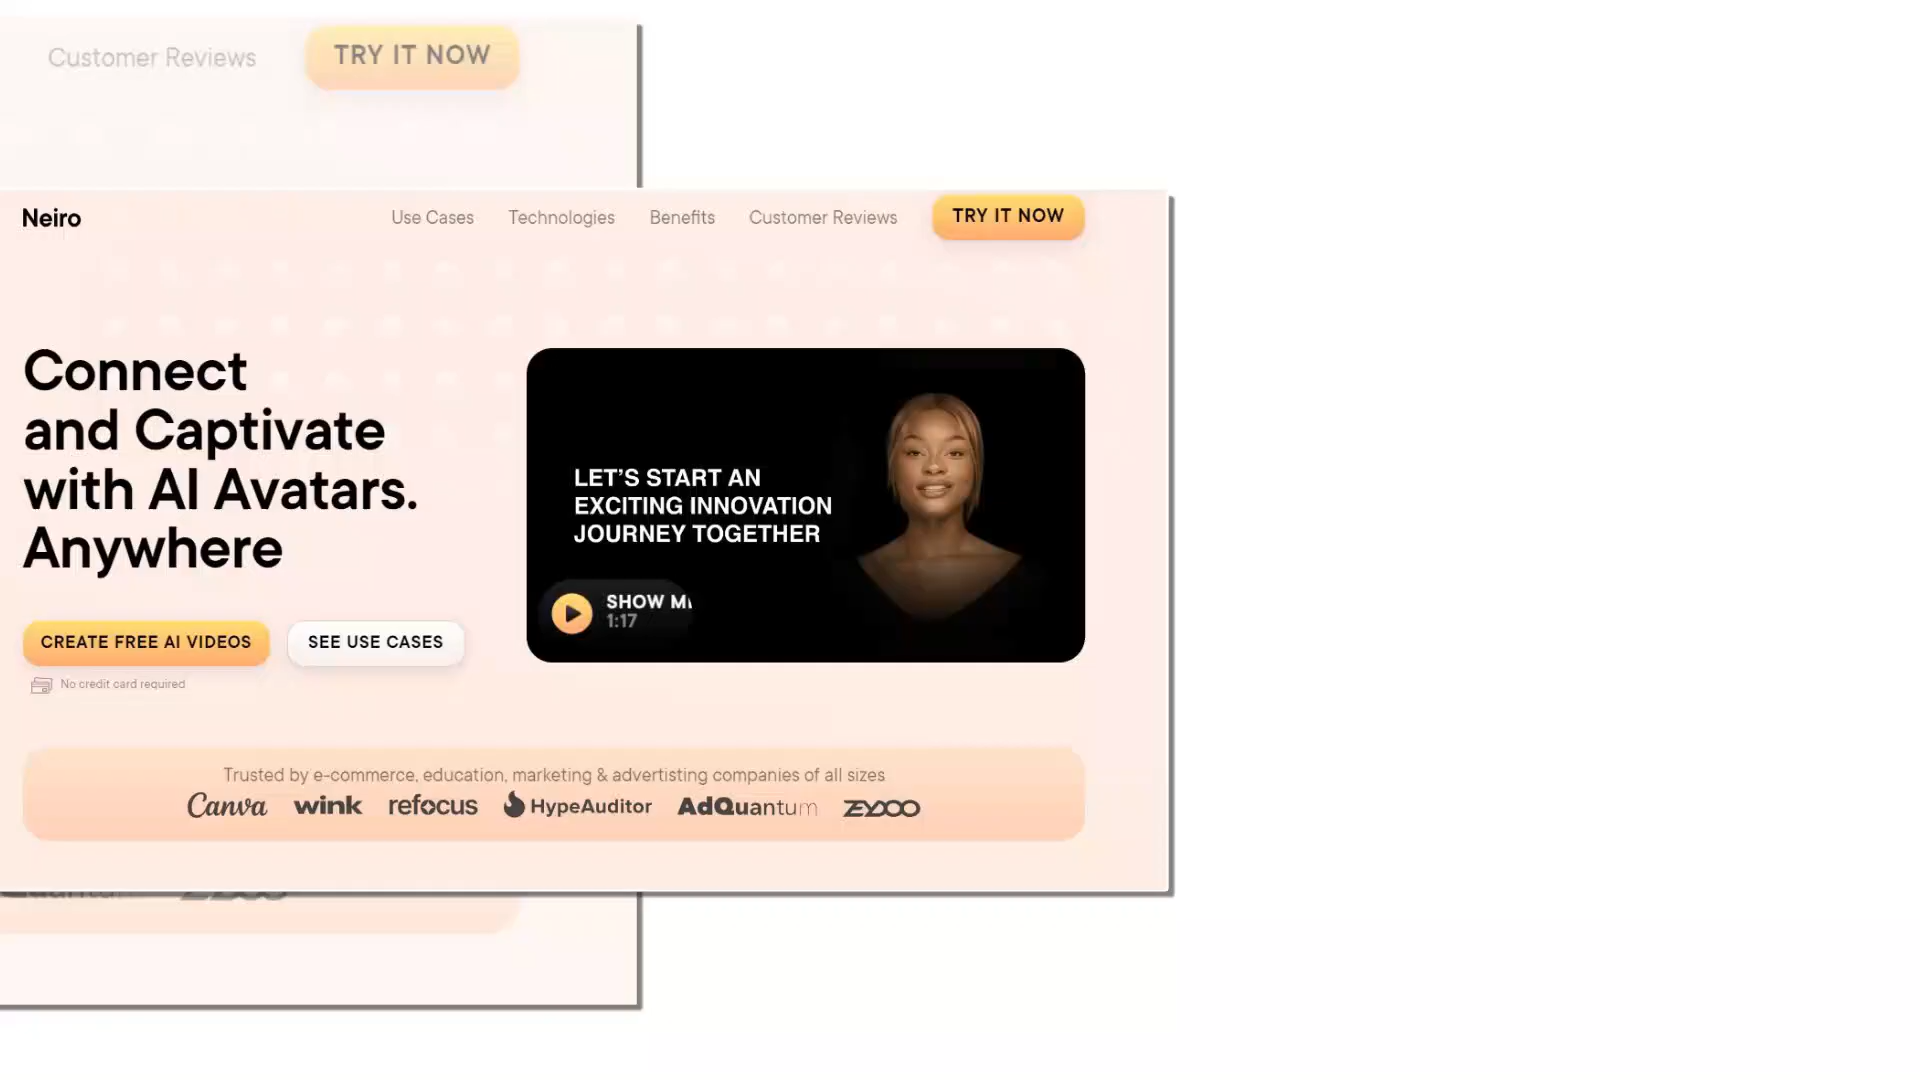 Customer Reviews
TRY IT NOW
Neiro
Use Cases
Technologies
Benefits
Customer Reviews
TRY IT NOW
Connect
and Captivate
with AI Avatars.
Anywhere
LET’S START AN
EXCITING INNOVATION
JOURNEY TOGETHER
SHOW
1:17
CREATE FREE AI VIDEOS
SEE USE CASES
No credit card required
Trusted by e-commerce, education, marketing & advertisting companies of all sizes
Canva
wink
refocus
HypeAuditor
AdQuantum